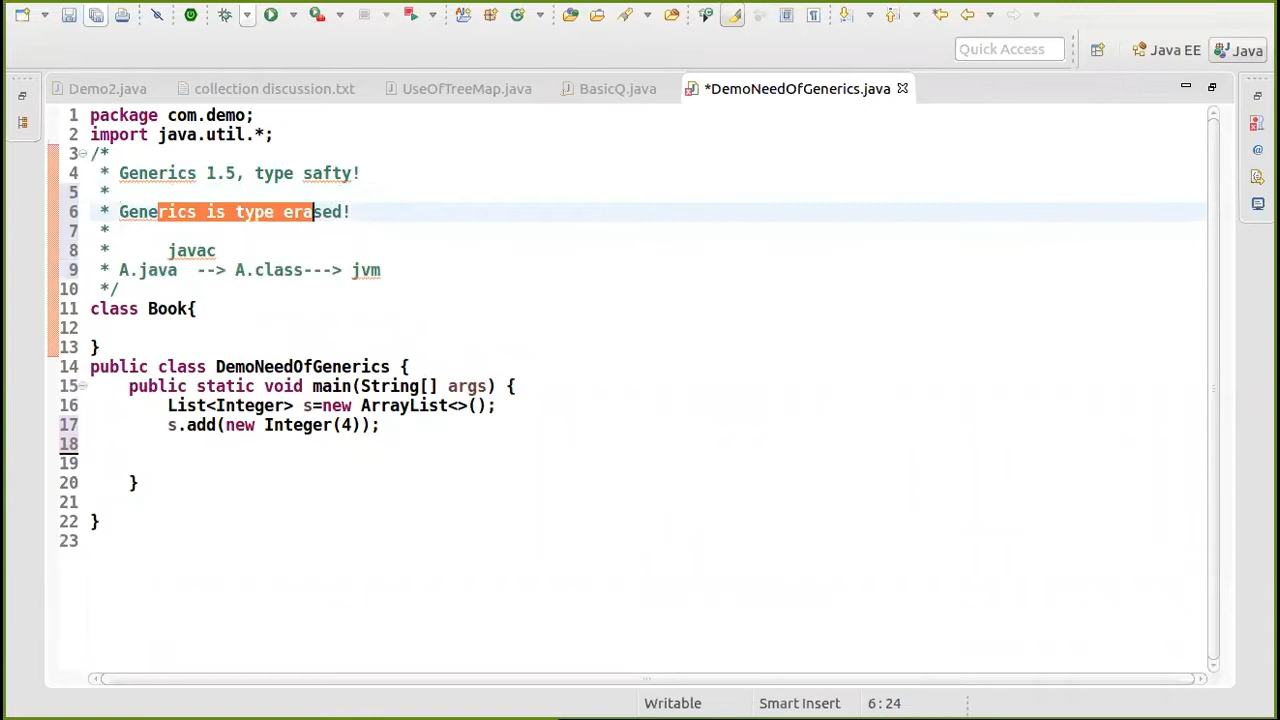 Quick Access
Java EE
Java
Demo2.java
collection discussion.txt
UseOfTreeMap.java
BasicQ.java
*DemoNeedOfGenerics.java
1 package com.demo;
2 import java.util.*;
3 /*
4 * Generics 1.5, type safty!
5 *
6 * Generics is type erased!
7 *
8 * javac
9 * A.java --> A.class---> jvm
10 */
11 class Book{
12
13 }
14 public class DemoNeedOfGenerics {
15 public static void main(String[] args) {
16 List<Integer> s=new ArrayList<>();
17 s.add(new Integer(4));
18
19
20 }
21
22 }
23
Writable
Smart Insert
6:24